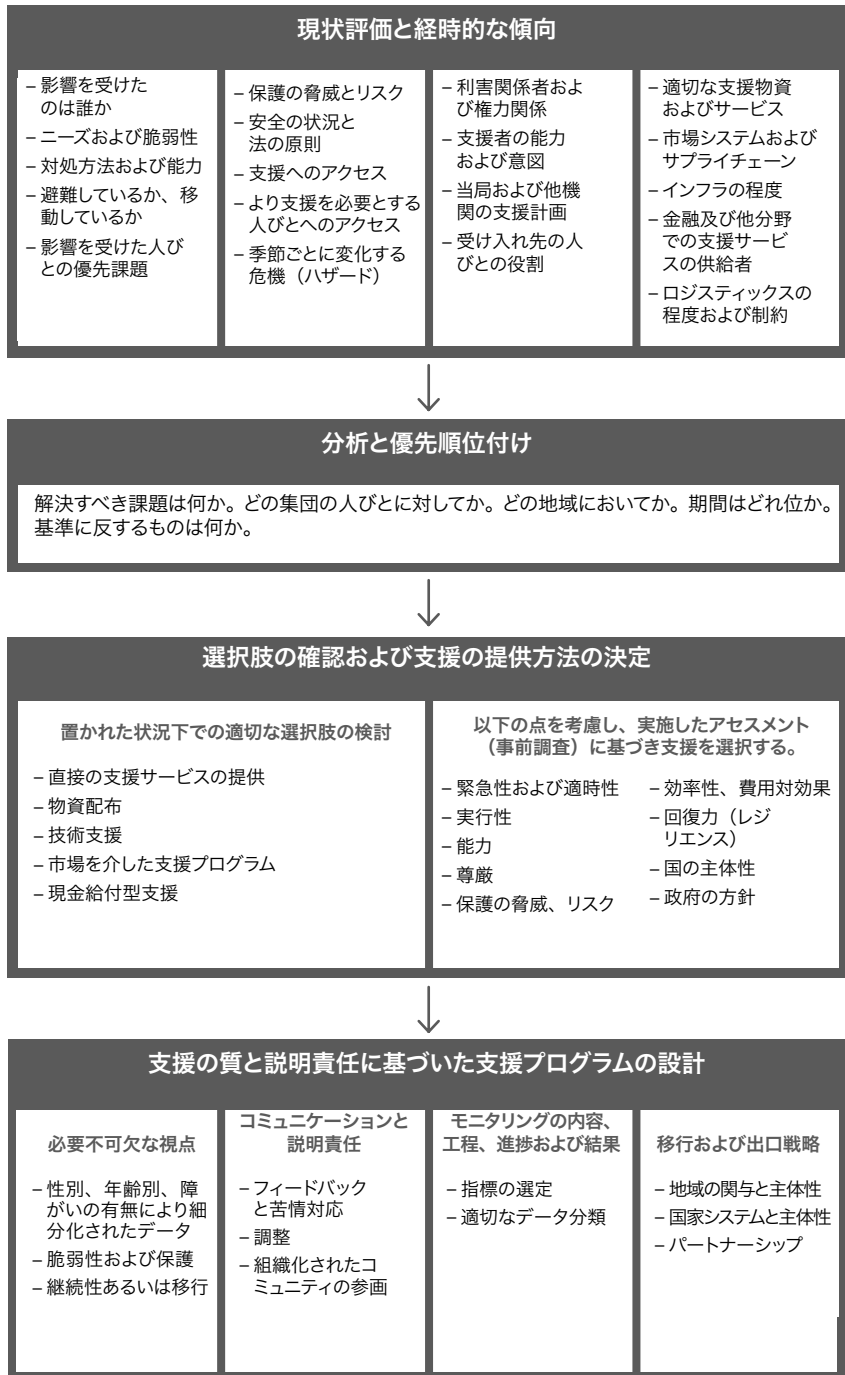 現状評価と経時的な傾向
– 影響を受けた
のは誰か
– ニーズおよび脆弱性
– 対処方法および能力
– 避難しているか、移
動しているか
– 影響を受けた人び
との優先課題
– 保護の脅威とリスク
– 安全の状況と
法の原則
– 支援へのアクセス
– より支援を必要とする
人びとへのアクセス
– 季節ごとに変化する
危機（ハザード）
– 利害関係者およ
び権力関係
– 支援者の能力
および意図
– 当局および他機
関の支援計画
– 受け入れ先の人
びとの役割
– 適切な支援物資
およびサービス
– 市場システムおよび
サプライチェーン
– インフラの程度
– 金融及び他分野
での支援サービ
スの供給者
– ロジスティックスの
程度および制約
分析と優先順位付け
解決すべき課題は何か。どの集団の人びとに対してか。どの地域においてか。期間はどれ位か。
基準に反するものは何か。
選択肢の確認および支援の提供方法の決定
置かれた状況下での適切な選択肢の検討
– 直接の支援サービスの提供
– 物資配布
– 技術支援
– 市場を介した支援プログラム
– 現金給付型支援
以下の点を考慮し、実施したアセスメント
（事前調査）に基づき支援を選択する。
– 緊急性および適時性
– 実行性
– 能力
– 尊厳
– 保護の脅威、リスク
– 効率性、費用対効果
– 回復力（レジ
リエンス）
– 国の主体性
– 政府の方針
支援の質と説明責任に基づいた支援プログラムの設計
必要不可欠な視点
– 性別、年齢別、障
がいの有無により細
分化されたデータ
– 脆弱性および保護
– 継続性あるいは移行
コミュニケーションと
説明責任
– フィードバック
と苦情対応
– 調整
– 組織化されたコ
ミュニティの参画
モニタリングの内容、
工程、進捗および結果
– 指標の選定
– 適切なデータ分類
移行および出口戦略
– 地域の関与と主体性
– 国家システムと主体性
– パートナーシップ